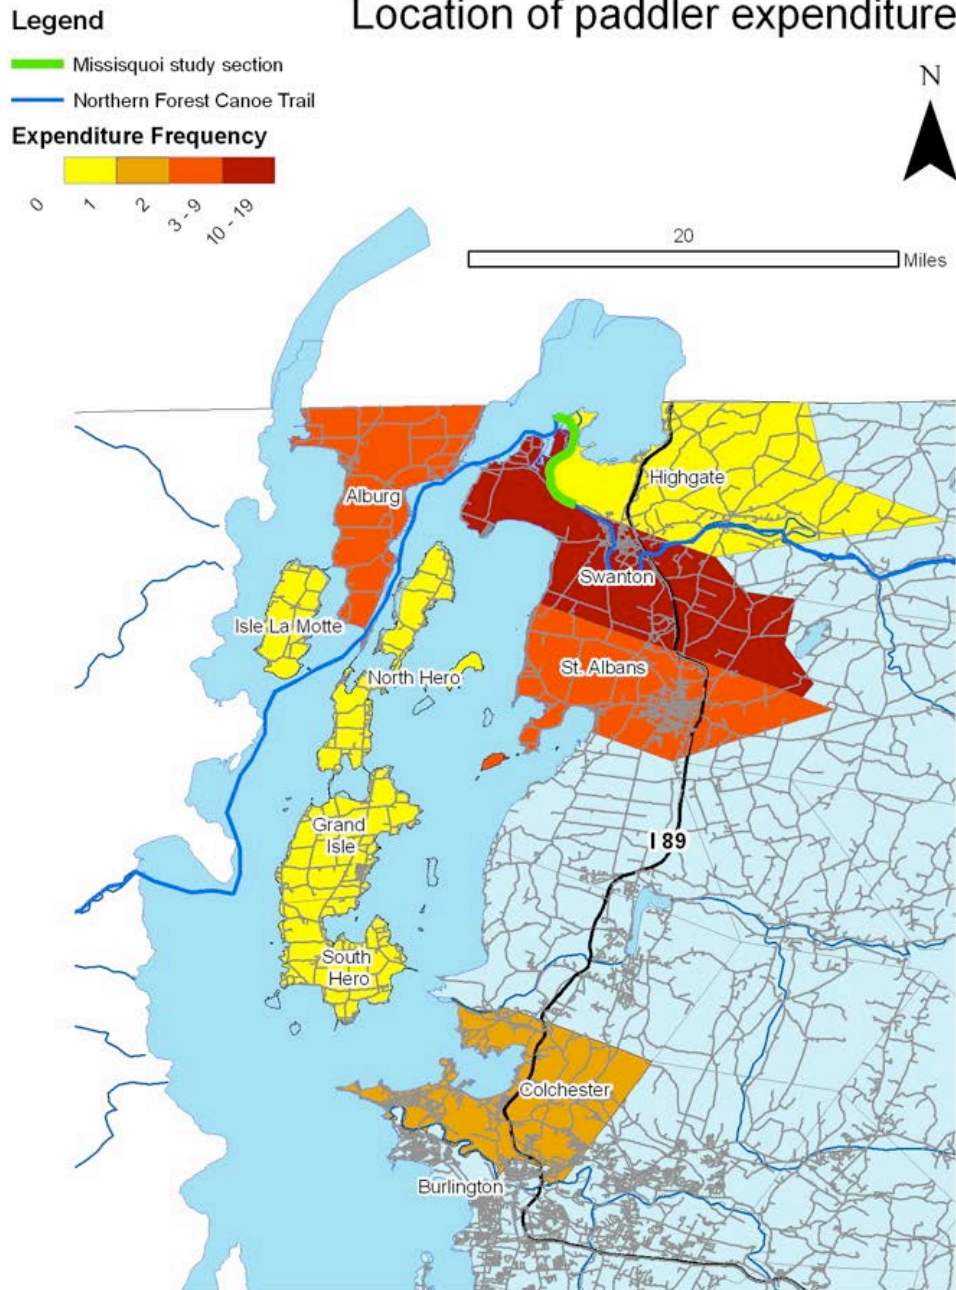 Location of paddler expenditure
Legend
Missisquoi study section
Northern Forest Canoe Trail
Expenditure Frequency
0
1
2
3 - 9
10 - 19
N
20
Miles
Highgate
Alburg
Swanton
Isle La Motte
St. Albans
North Hero
Grand
Isle
I 89
South
Hero
Colchester
Burlington